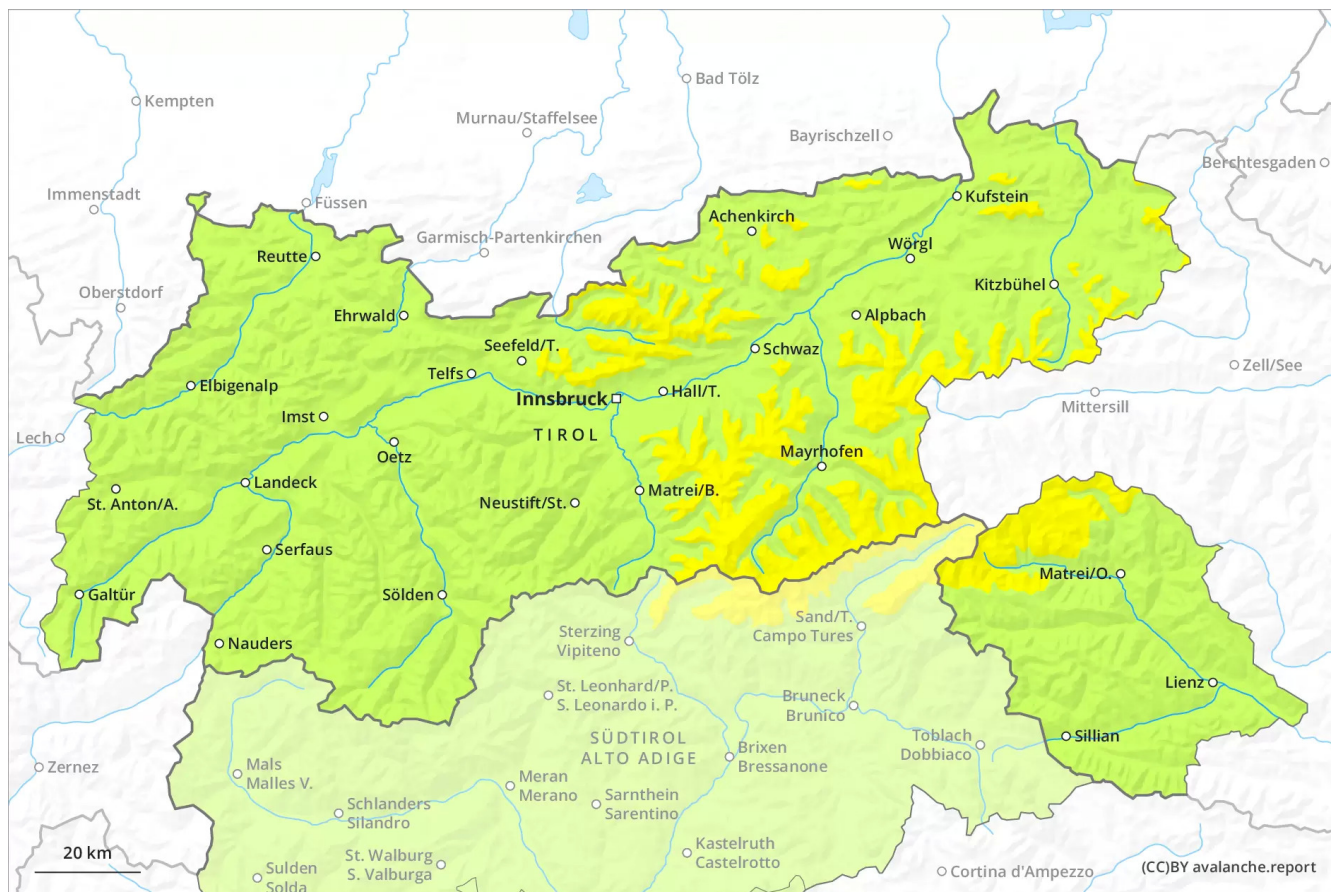 Bad Tölz
Kempten
Murnau/Staffelsee
Bayrischzell
Berchtesgaden
Immenstadt
Füssen
Kufstein
Achenkirch
Garmisch-Partenkirchen
Wörgl
Reutte
Oberstdorf
Kitzbühel
Ehrwald
Alpbach
Seefeld/T.
Schwaz
Zell/See
Telfs
Elbigenalp
Hall/T.
Innsbruck
Mittersill
Imst
TIROL
Lech
Oetz
Mayrhofen
Landeck
St. Anton/A.
Matrei/B.
Neustift/St.
Serfaus
Matrei/O.
Galtür
Sölden
Sand/T.
Campo Tures
Sterzing
Vipiteno
Nauders
Lienz
St. Leonhard/P.
S. Leonardo i. P.
Bruneck
Brunico
SÜDTIROL
ALTO ADIGE
Toblach
Dobbiaco
Sillian
Brixen
Bressanone
Zernez
Mals
Malles V.
Meran
Merano
Sarnthein
Sarentino
Schlanders
Silandro
Kastelruth
Castelrotto
20 km
St. Walburg
S. Valburga
Sulden
Solda
Cortina d'Ampezzo
(CC)BY avalanche.report